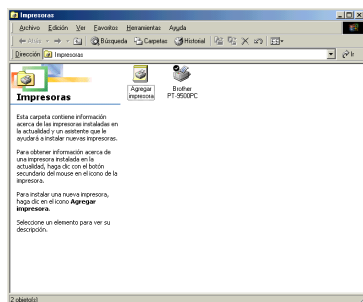 Impresoras
Archivo Edición Ver Favoritos Herramientas Ayuda
Atrás Búsqueda Carpetas Historial
Dirección Impresoras Ir
Impresoras
Esta carpeta contiene información
acerca de las impresoras instaladas en
la actualidad y un asistente que le
ayudará a instalar nuevas impresoras.
Para obtener información acerca de
una impresora instalada en la
actualidad, haga clic con el botón
secundario del mouse en el icono de la
impresora.
Para instalar una nueva impresora,
haga clic en el icono Agregar
impresora.
Seleccione un elemento para ver su
descripción.
Agregar
impresora
Brother
PT-9500PC
2 objeto(s)